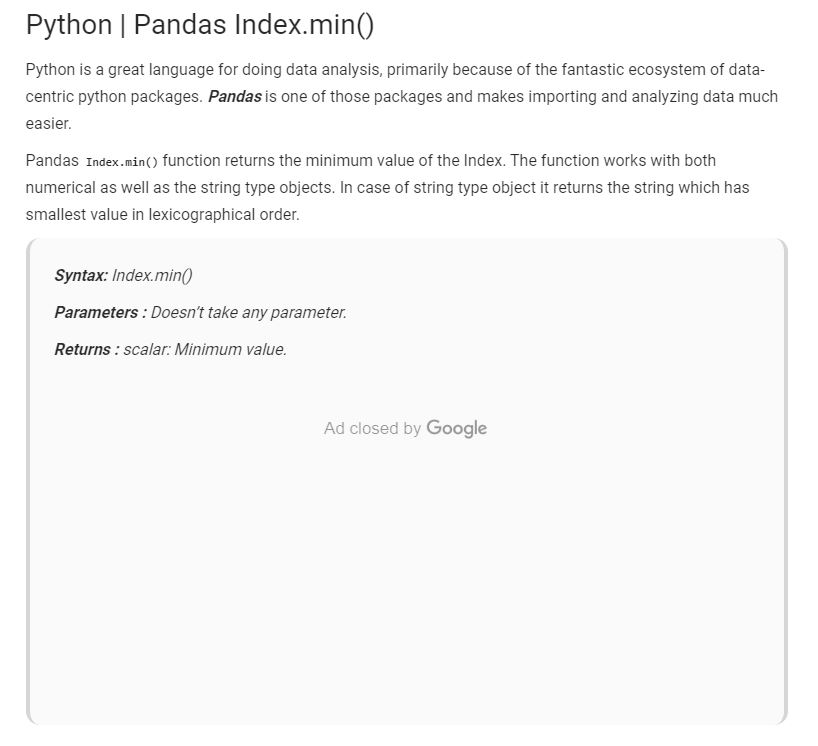 Python | Pandas Index.min()
Python is a great language for doing data analysis, primarily because of the fantastic ecosystem of data-
centric python packages. Pandas is one of those packages and makes importing and analyzing data much
easier.
Pandas Index.min() function returns the minimum value of the Index. The function works with both
numerical as well as the string type objects. In case of string type object it returns the string which has
smallest value in lexicographical order.
Syntax: Index.min()
Parameters : Doesn’t take any parameter.
Returns : scalar: Minimum value.
Ad closed by Google